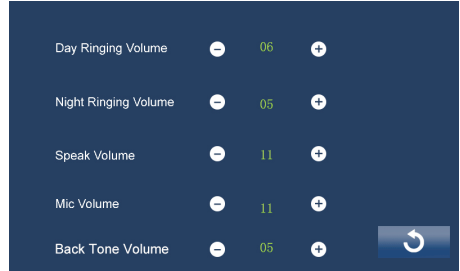 Day Ringing Volume - 06 +
Night Ringing Volume - 05 +
Speak Volume - 11 +
Mic Volume - 11 +
Back Tone Volume - 05 +